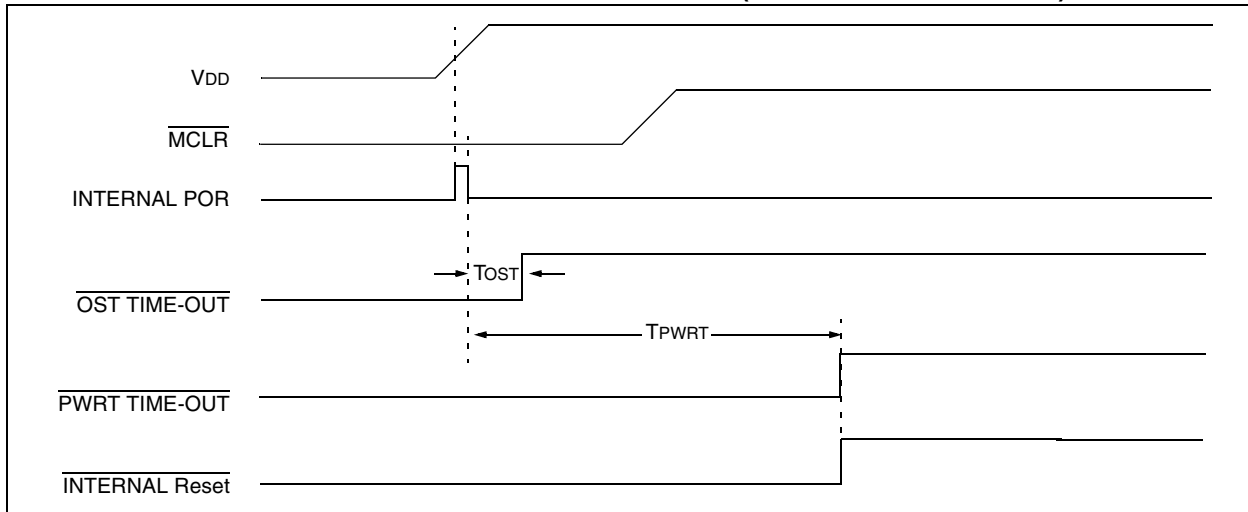 VDD
MCLR
INTERNAL POR
TOST
OST TIME-OUT
TPWRT
PWRT TIME-OUT
INTERNAL Reset